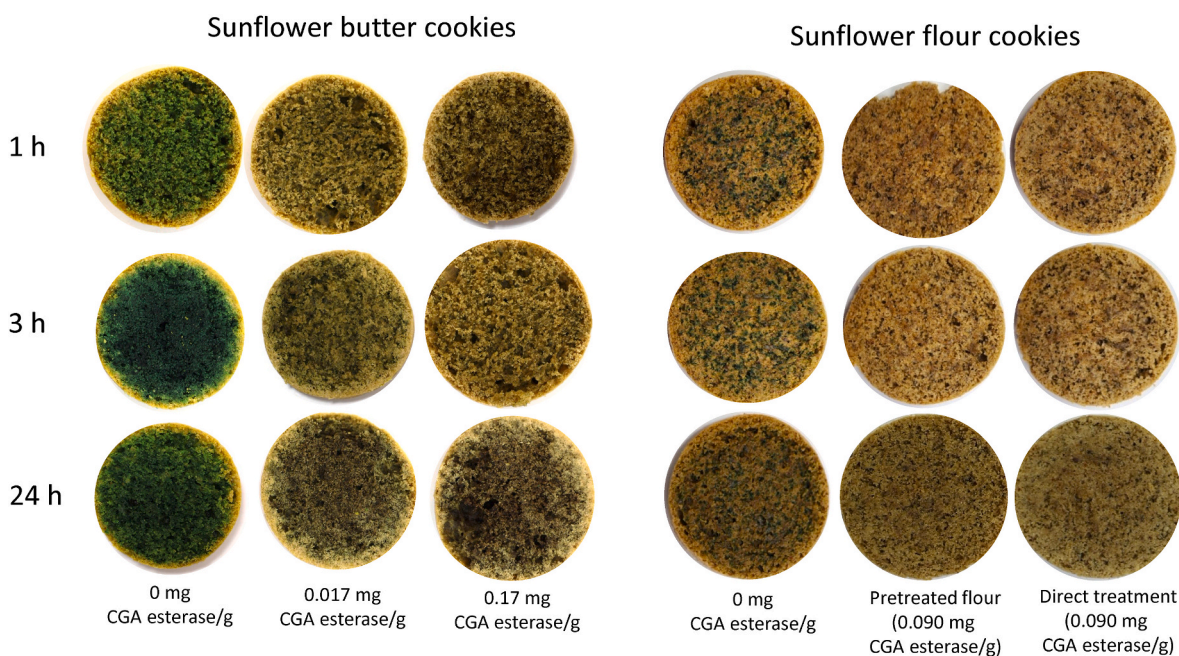 Sunflower butter cookies
Sunflower flour cookies
1 h
3 h
24 h
0 mg
CGA esterase/g
0.017 mg
CGA esterase/g
0.17 mg
CGA esterase/g
0 mg
CGA esterase/g
Pretreated flour
(0.090 mg
CGA esterase/g)
Direct treatment
(0.090 mg
CGA esterase/g)